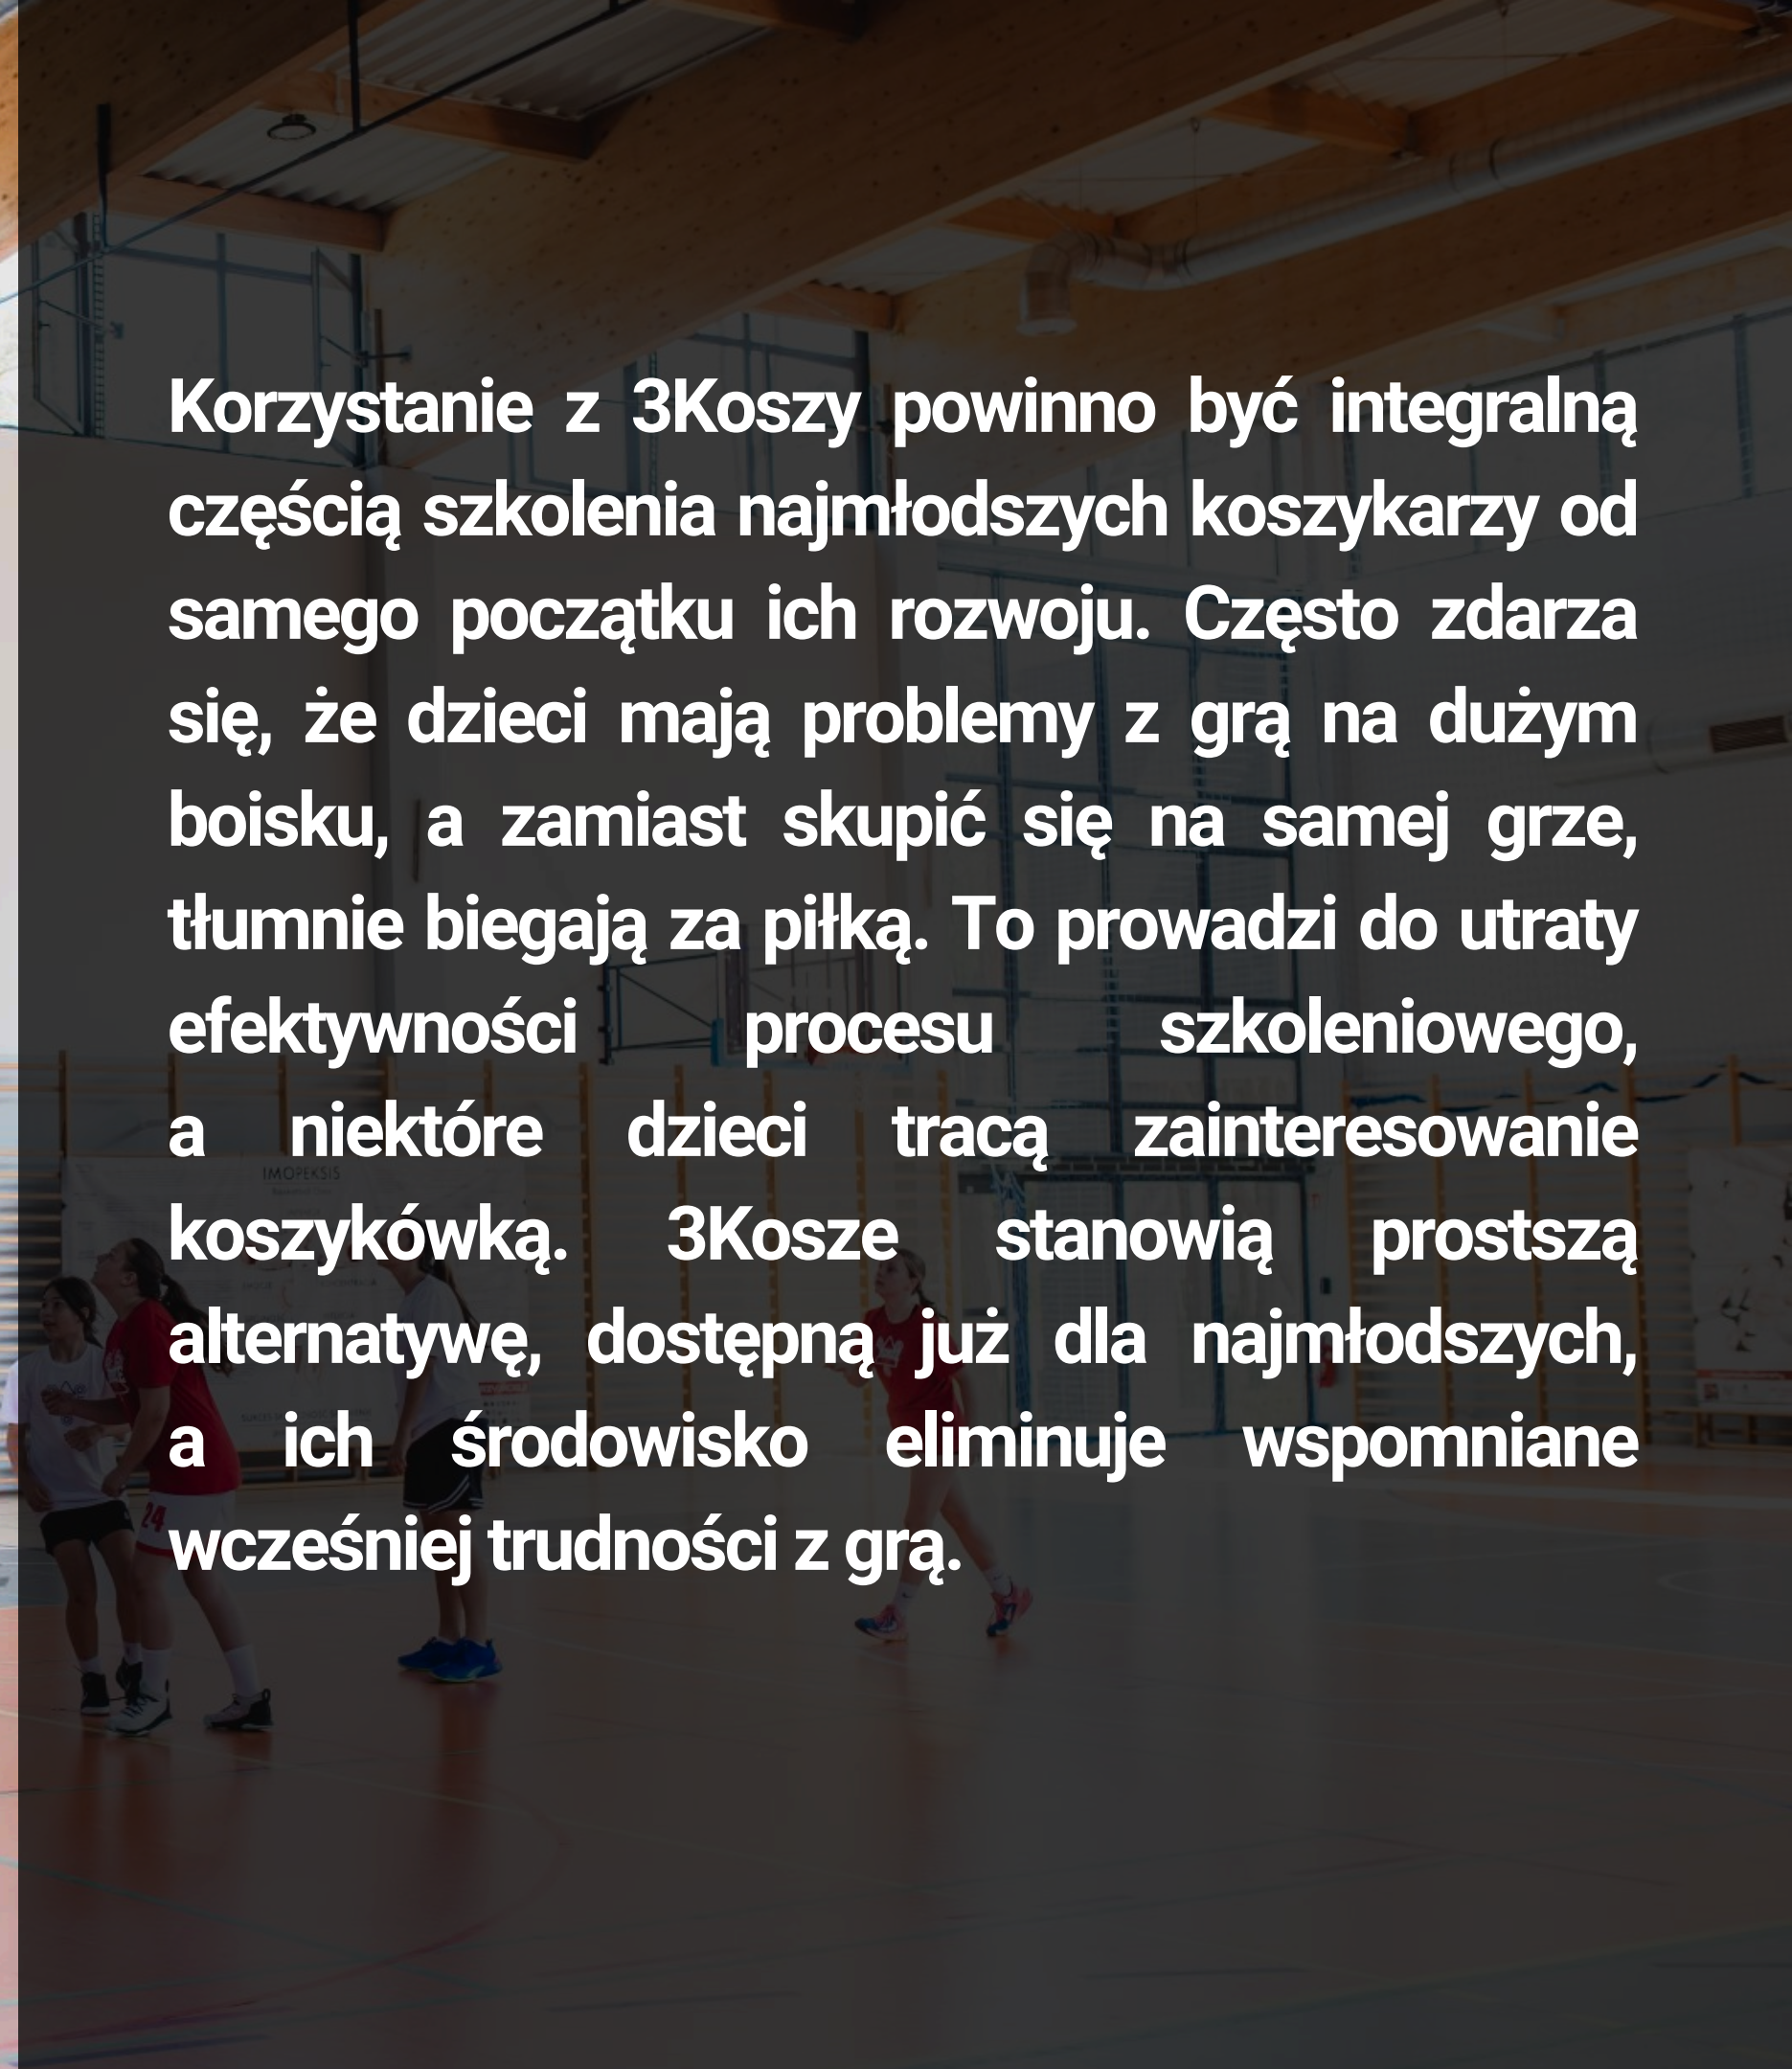 Korzystanie z 3Koszy powinno być integralną
częścią szkolenia najmłodszych koszykarzy od
samego początku ich rozwoju. Często zdarza
się, że dzieci mają problemy z grą na dużym
boisku, a zamiast skupić się na samej grze,
tłumnie biegają za piłką. To prowadzi do utraty
efektywności procesu szkoleniowego,
a niektóre dzieci tracą zainteresowanie
koszykówką. 3Kosze stanowią prostszą
alternatywę, dostępną już dla najmłodszych,
a ich środowisko eliminuje wspomniane
wcześniej trudności z grą.
IMOPEKSIS
24